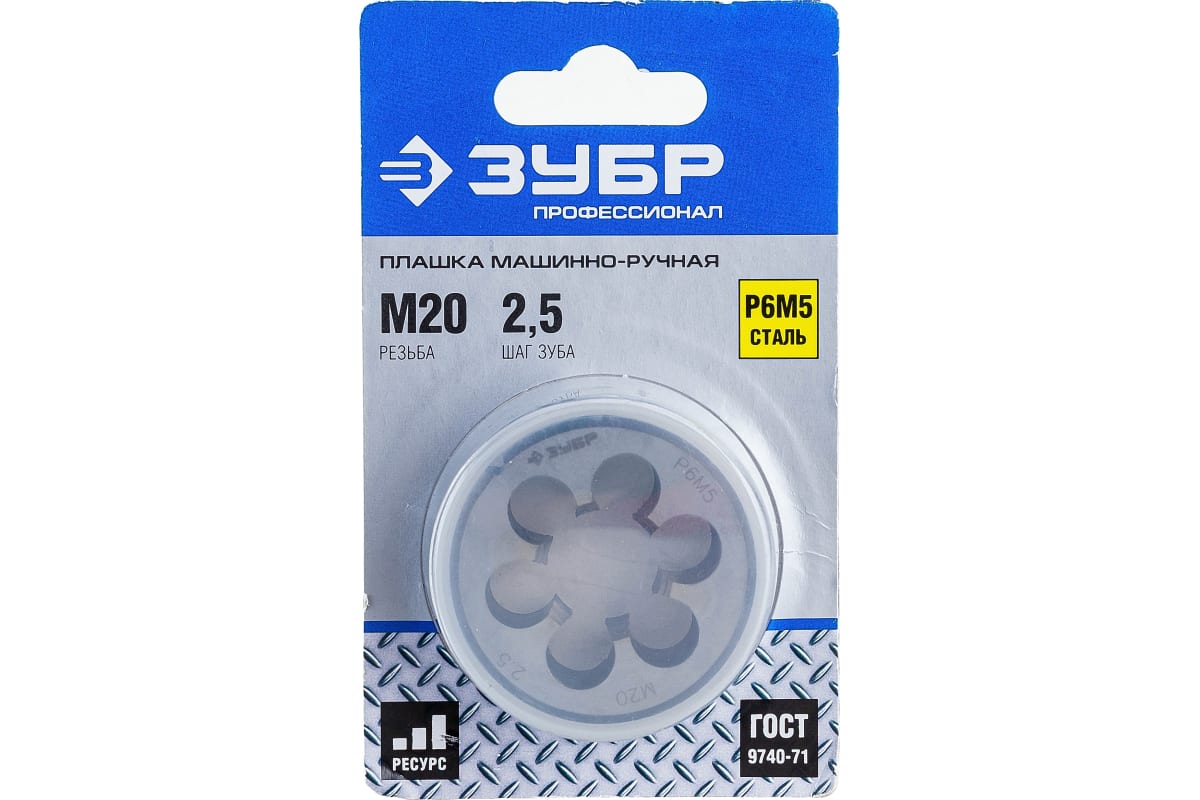 ЗУБР
ПРОФЕССИОНАЛ
ПЛАШКА МАШИННО-РУЧНАЯ
М20 2,5
РЕЗЬБА ШАГ ЗУБА
Р6М5
СТАЛЬ
ЗУБР
Р6М5
2.5
М20
РЕСУРС
ГОСТ
9740-71